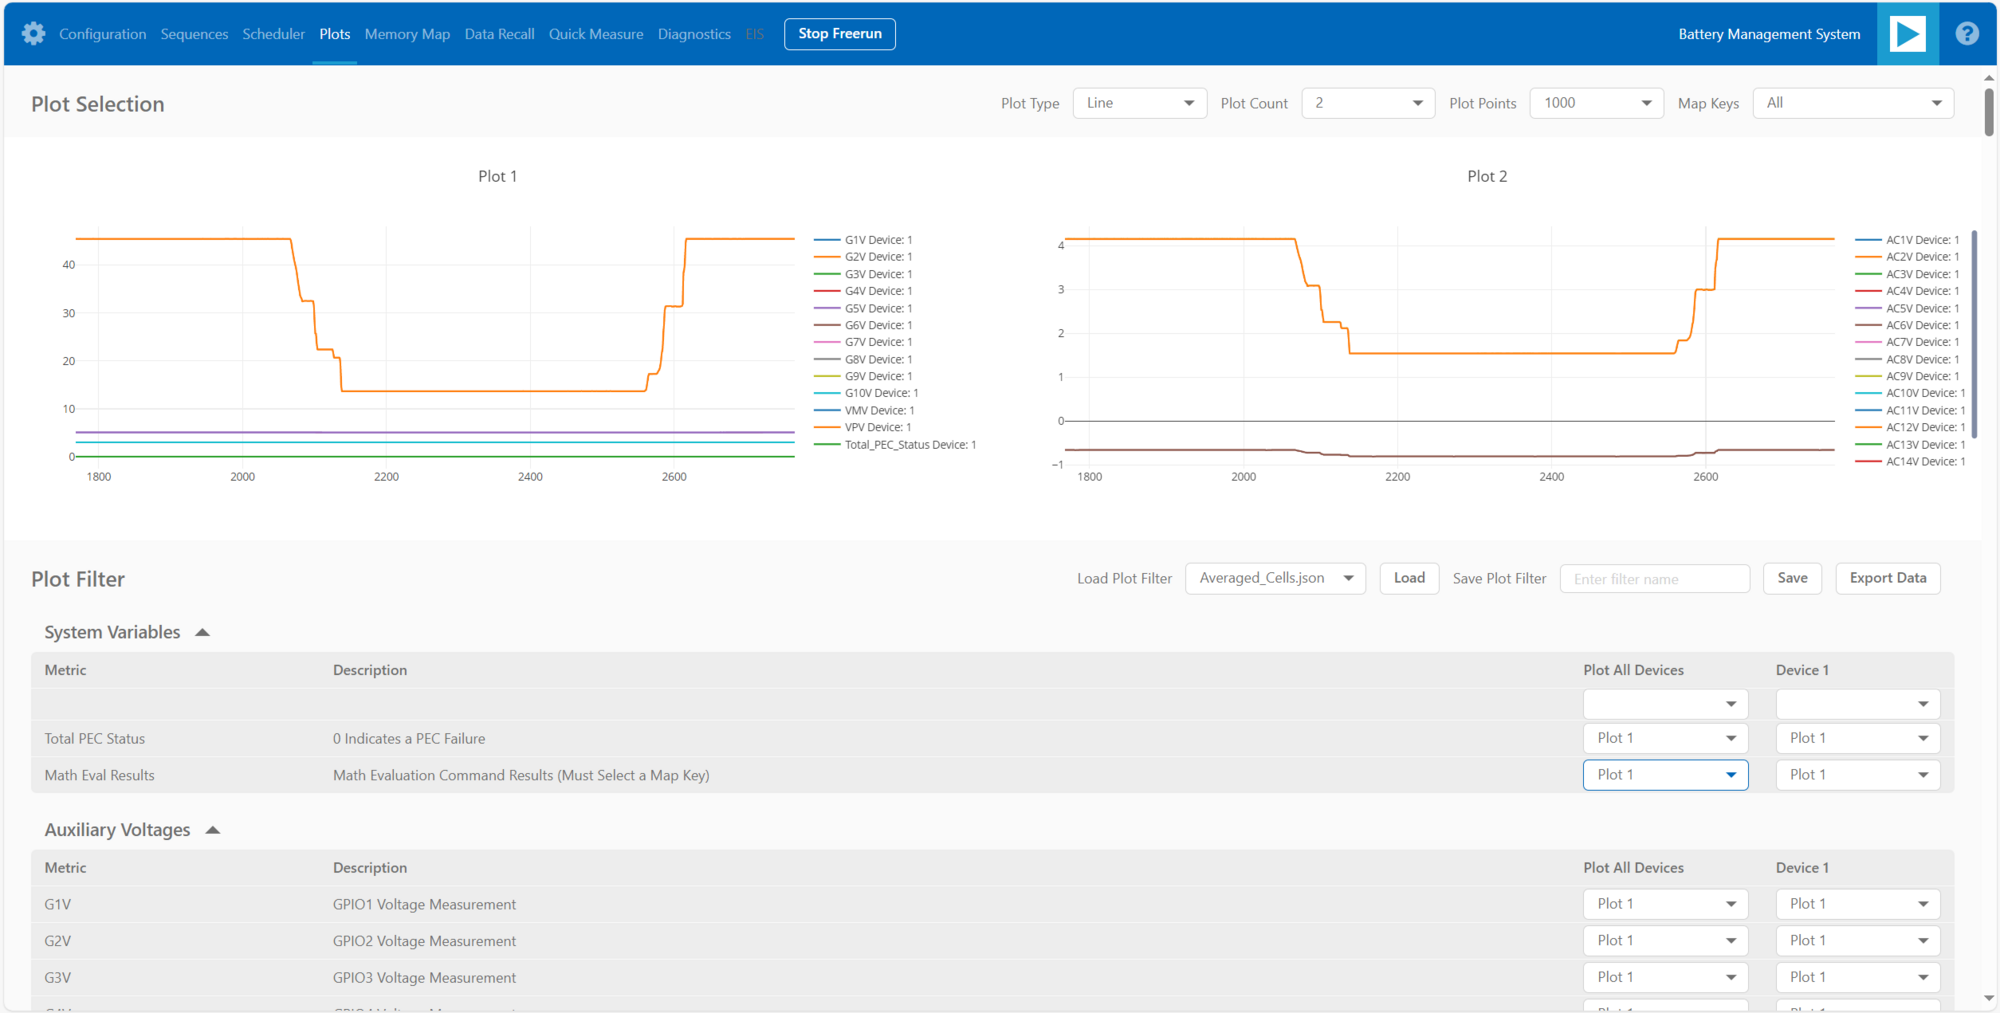 Configuration Sequences Scheduler Plots Memory Map Data Recall Quick Measure Diagnostics EIS Stop Freerun Battery Management System ?
Plot Selection Plot Type Line Plot Count 2 Plot Points 1000 Map Keys All
Plot 1
40
30
20
10
0
1800 2000 2200 2400 2600
G1V Device: 1
G2V Device: 1
G3V Device: 1
G4V Device: 1
G5V Device: 1
G6V Device: 1
G7V Device: 1
G8V Device: 1
G9V Device: 1
G10V Device: 1
VMV Device: 1
VPV Device: 1
Total_PEC_Status Device: 1
Plot 2
4
3
2
1
0
−1
1800 2000 2200 2400 2600
AC1V Device: 1
AC2V Device: 1
AC3V Device: 1
AC4V Device: 1
AC5V Device: 1
AC6V Device: 1
AC7V Device: 1
AC8V Device: 1
AC9V Device: 1
AC10V Device: 1
AC11V Device: 1
AC12V Device: 1
AC13V Device: 1
AC14V Device: 1
Plot Filter Load Plot Filter Averaged_Cells.json Load Save Plot Filter Enter filter name Save Export Data
System Variables
Metric Description Plot All Devices Device 1
Total PEC Status 0 Indicates a PEC Failure Plot 1 Plot 1
Math Eval Results Math Evaluation Command Results (Must Select a Map Key) Plot 1 Plot 1
Auxiliary Voltages
Metric Description Plot All Devices Device 1
G1V GPIO1 Voltage Measurement Plot 1 Plot 1
G2V GPIO2 Voltage Measurement Plot 1 Plot 1
G3V GPIO3 Voltage Measurement Plot 1 Plot 1